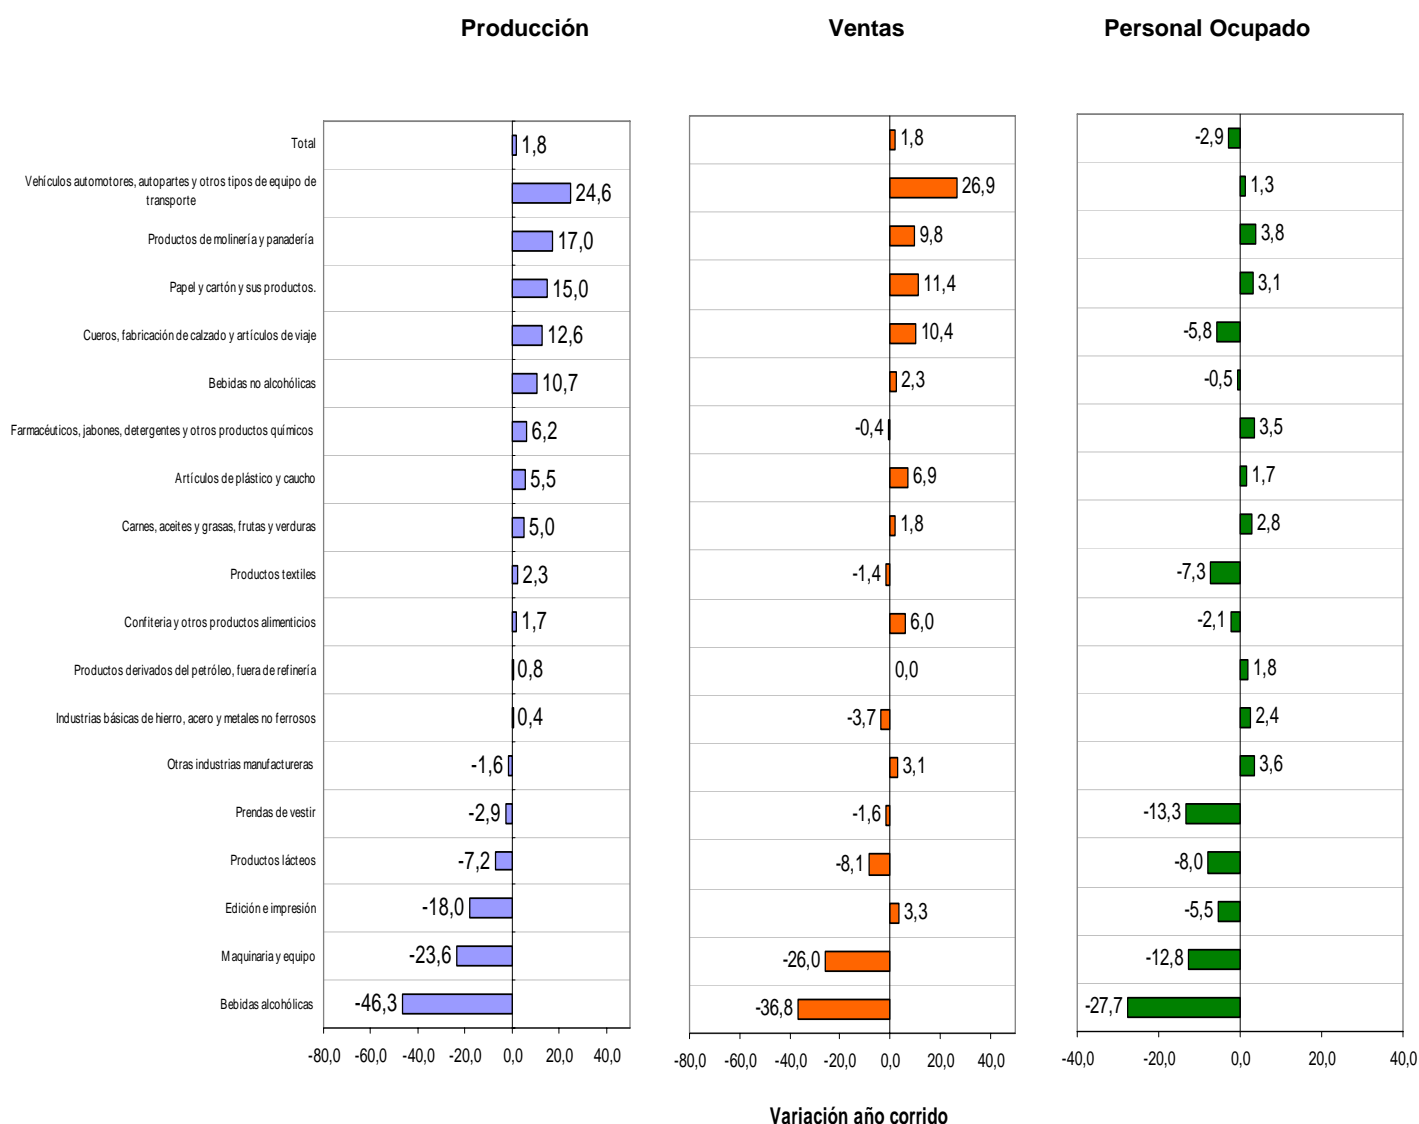 Producción Ventas Personal Ocupado
Total 1,8 1,8 -2,9
Vehículos automotores, autopartes y otros tipos de equipo de
transporte 24,6 26,9 1,3
Productos de molinería y panadería 17,0 9,8 3,8
Papel y cartón y sus productos. 15,0 11,4 3,1
Cueros, fabricación de calzado y artículos de viaje 12,6 10,4 -5,8
Bebidas no alcohólicas 10,7 2,3 -0,5
Farmacéuticos, jabones, detergentes y otros productos químicos 6,2 -0,4 3,5
Artículos de plástico y caucho 5,5 6,9 1,7
Carnes, aceites y grasas, frutas y verduras 5,0 1,8 2,8
Productos textiles 2,3 -1,4 -7,3
Confiteria y otros productos alimenticios 1,7 6,0 -2,1
Productos derivados del petróleo, fuera de refinería 0,8 0,0 1,8
Industrias básicas de hierro, acero y metales no ferrosos 0,4 -3,7 2,4
Otras industrias manufactureras -1,6 3,1 3,6
Prendas de vestir -2,9 -1,6 -13,3
Productos lácteos -7,2 -8,1 -8,0
Edición e impresión -18,0 3,3 -5,5
Maquinaria y equipo -23,6 -26,0 -12,8
Bebidas alcohólicas -46,3 -36,8 -27,7
-80,0 -60,0 -40,0 -20,0 0,0 20,0 40,0 -80,0 -60,0 -40,0 -20,0 0,0 20,0 40,0 -40,0 -20,0 0,0 20,0 40,0
Variación año corrido